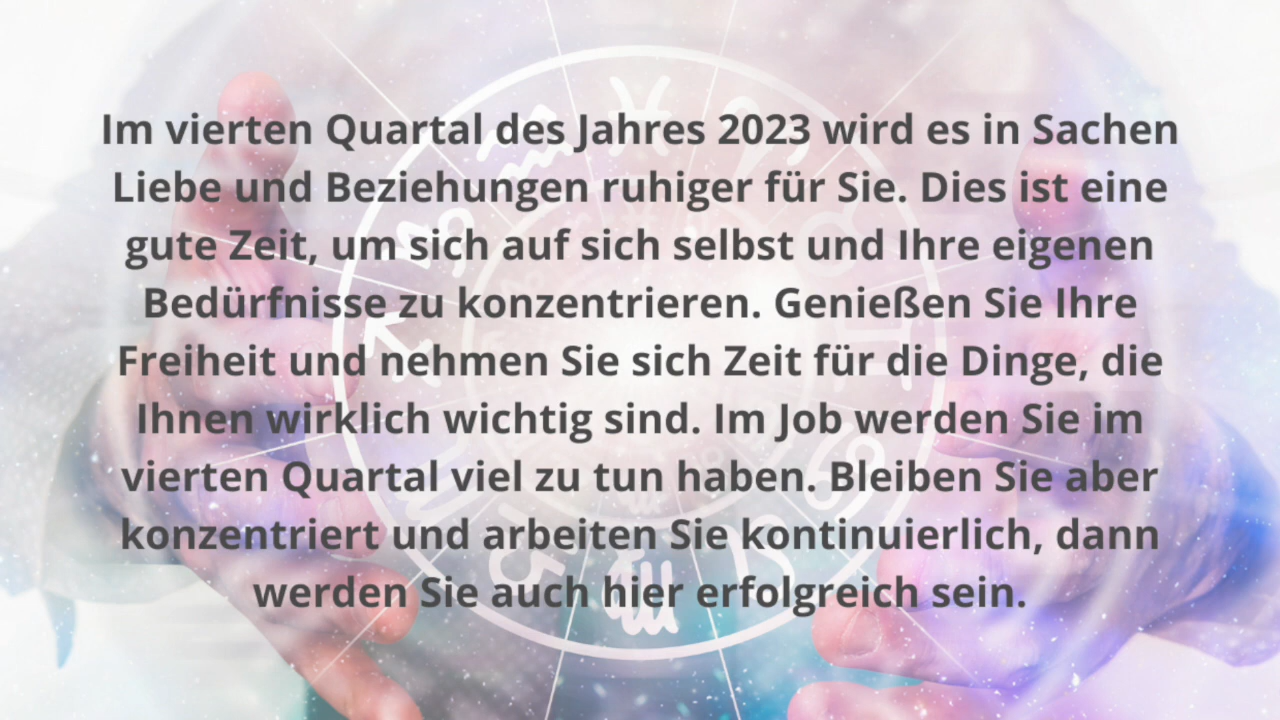 Im vierten Quartal des Jahres 2023 wird es in Sachen
Liebe und Beziehungen ruhiger für Sie. Dies ist eine
gute Zeit, um sich auf sich selbst und Ihre eigenen
Bedürfnisse zu konzentrieren. Genießen Sie Ihre
Freiheit und nehmen Sie sich Zeit für die Dinge, die
Ihnen wirklich wichtig sind. Im Job werden Sie im
vierten Quartal viel zu tun haben. Bleiben Sie aber
konzentriert und arbeiten Sie kontinuierlich, dann
werden Sie auch hier erfolgreich sein.